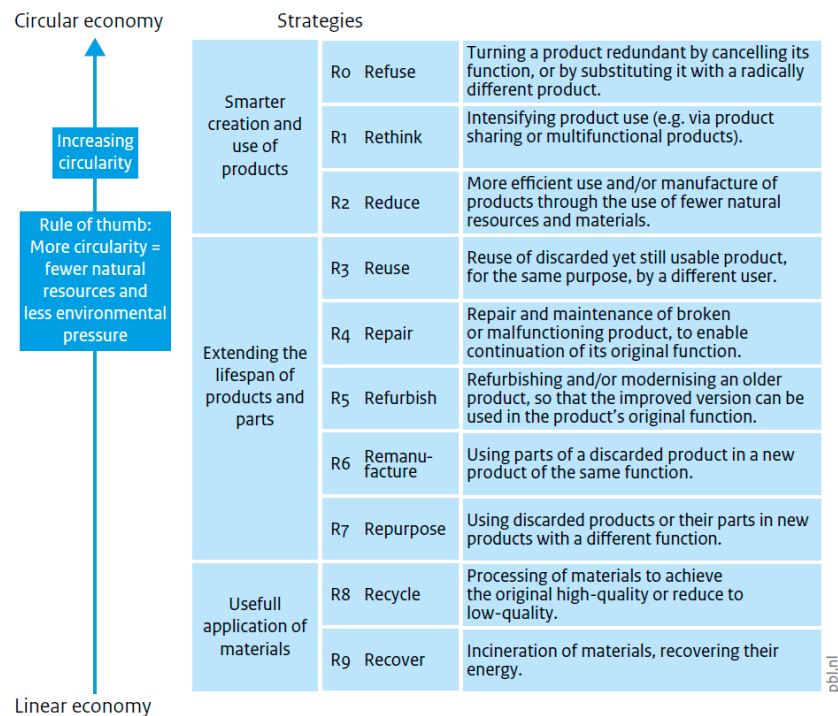 Circular economy
Strategies
Increasing
circularity
Rule of thumb:
More circularity =
fewer natural
resources and
less environmental
pressure
Linear economy
Smarter
creation and
use of
products
R0 Refuse
Turning a product redundant by cancelling its
function, or by substituting it with a radically
different product.
R1 Rethink
Intensifying product use (e.g. via product
sharing or multifunctional products).
R2 Reduce
More efficient use and/or manufacture of
products through the use of fewer natural
resources and materials.
Extending the
lifespan of
products and
parts
R3 Reuse
Reuse of discarded yet still usable product,
for the same purpose, by a different user.
R4 Repair
Repair and maintenance of broken
or malfunctioning product, to enable
continuation of its original function.
R5 Refurbish
Refurbishing and/or modernising an older
product, so that the improved version can be
used in the product's original function.
R6 Remanu-
facture
Using parts of a discarded product in a new
product of the same function.
R7 Repurpose
Using discarded products or their parts in new
products with a different function.
Usefull
application of
materials
R8 Recycle
Processing of materials to achieve
the original high-quality or reduce to
low-quality.
R9 Recover
Incineration of materials, recovering their
energy.
pbl.nl